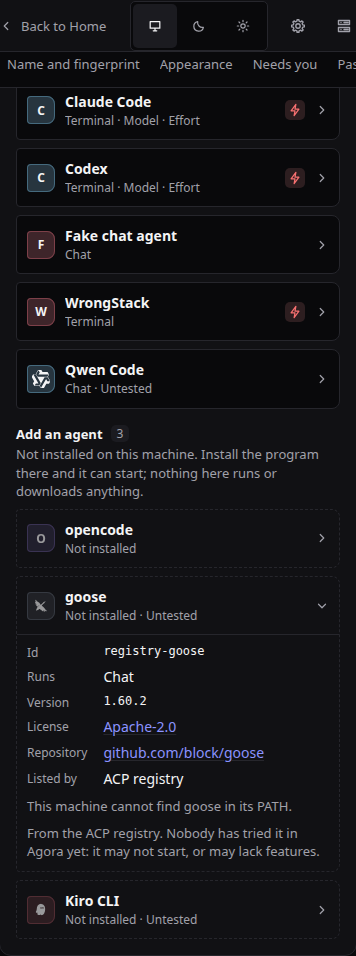 Back to Home
Name and fingerprint Appearance Needs you Pas
C
Claude Code
Terminal · Model · Effort
C
Codex
Terminal · Model · Effort
F
Fake chat agent
Chat
W
WrongStack
Terminal
Qwen Code
Chat · Untested
Add an agent 3
Not installed on this machine. Install the program
there and it can start; nothing here runs or
downloads anything.
O
opencode
Not installed
goose
Not installed · Untested
Id registry-goose
Runs Chat
Version 1.60.2
License Apache-2.0
Repository github.com/block/goose
Listed by ACP registry
This machine cannot find goose in its PATH.
From the ACP registry. Nobody has tried it in
Agora yet: it may not start, or may lack features.
Kiro CLI
Not installed · Untested